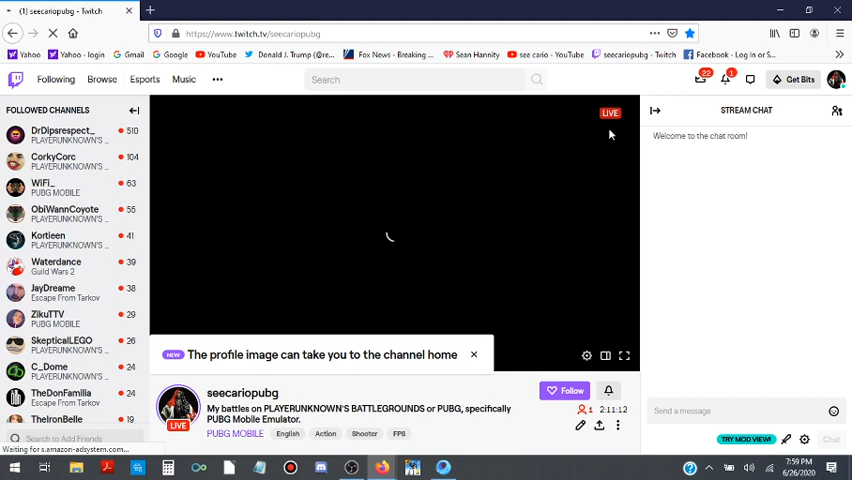 (1) seecariopubg - Twitch
https://www.twitch.tv/seecariopubg
Yahoo Yahoo - login Gmail Google YouTube Donald J. Trump (@re... Fox News - Breaking ... Sean Hannity see cario - YouTube seecariopubg - Twitch Facebook - Log In or S...
Following Browse Esports Music Search 22 1 Get Bits
FOLLOWED CHANNELS
DrDipsrespect_ 510
PLAYERUNKNOWN'S ...
CorkyCorc 104
PLAYERUNKNOWN'S ...
WiFi_ 63
PUBG MOBILE
ObiWannCoyote 55
PLAYERUNKNOWN'S ...
Kortieen 41
PLAYERUNKNOWN'S ...
Waterdance 39
Guild Wars 2
JayDreame 38
Escape From Tarkov
ZikuTTV 29
PUBG MOBILE
SkepticalLEGO 26
PLAYERUNKNOWN'S ...
C_Dome 24
Escape From Tarkov
TheDonFamilia 24
Escape From Tarkov
TheIronBelle 19
Search to Add Friends
Waiting for s.amazon-adsystem.com...
LIVE
NEW The profile image can take you to the channel home
seecariopubg
My battles on PLAYERUNKNOWN'S BATTLEGROUNDS or PUBG, specifically
PUBG Mobile Emulator.
PUBG MOBILE English Action Shooter FPS
LIVE
Follow
1 2:11:12
STREAM CHAT
Welcome to the chat room!
Send a message
TRY MOD VIEW! Chat
7:59 PM
6/26/2020